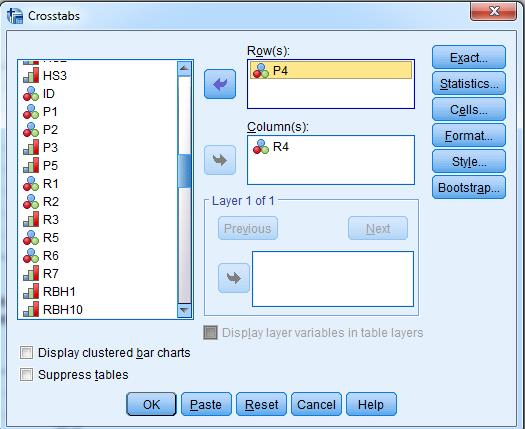 Crosstabs
HS3
ID
P1
P2
P3
P5
R1
R2
R3
R5
R6
R7
RBH1
RBH10
Row(s):
P4
Column(s):
R4
Layer 1 of 1
Previous
Next
Display layer variables in table layers
Exact...
Statistics...
Cells...
Format...
Style...
Bootstrap...
Display clustered bar charts
Suppress tables
OK
Paste
Reset
Cancel
Help